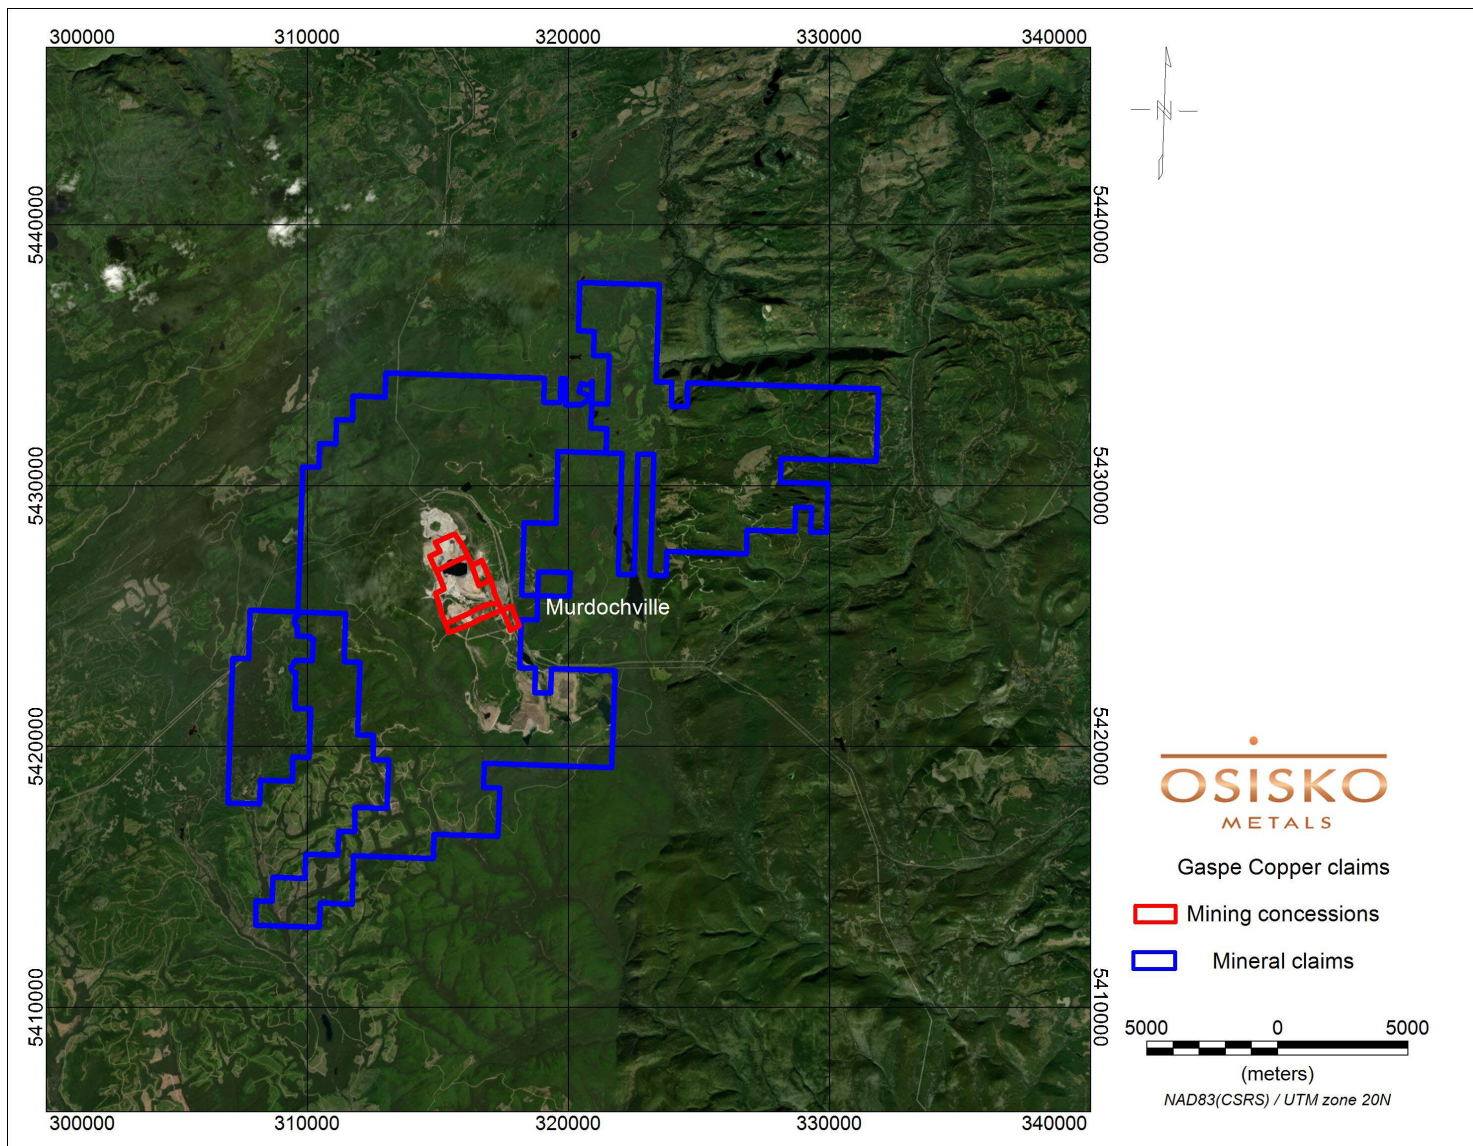 300000 310000 320000 330000 340000
N
5440000 5440000
5430000 5430000
Murdochville
5420000 5420000
5410000 5410000
300000 310000 320000 330000 340000
OSISKO
METALS
Gaspe Copper claims
Mining concessions
Mineral claims
5000 0 5000
(meters)
NAD83(CSRS) / UTM zone 20N